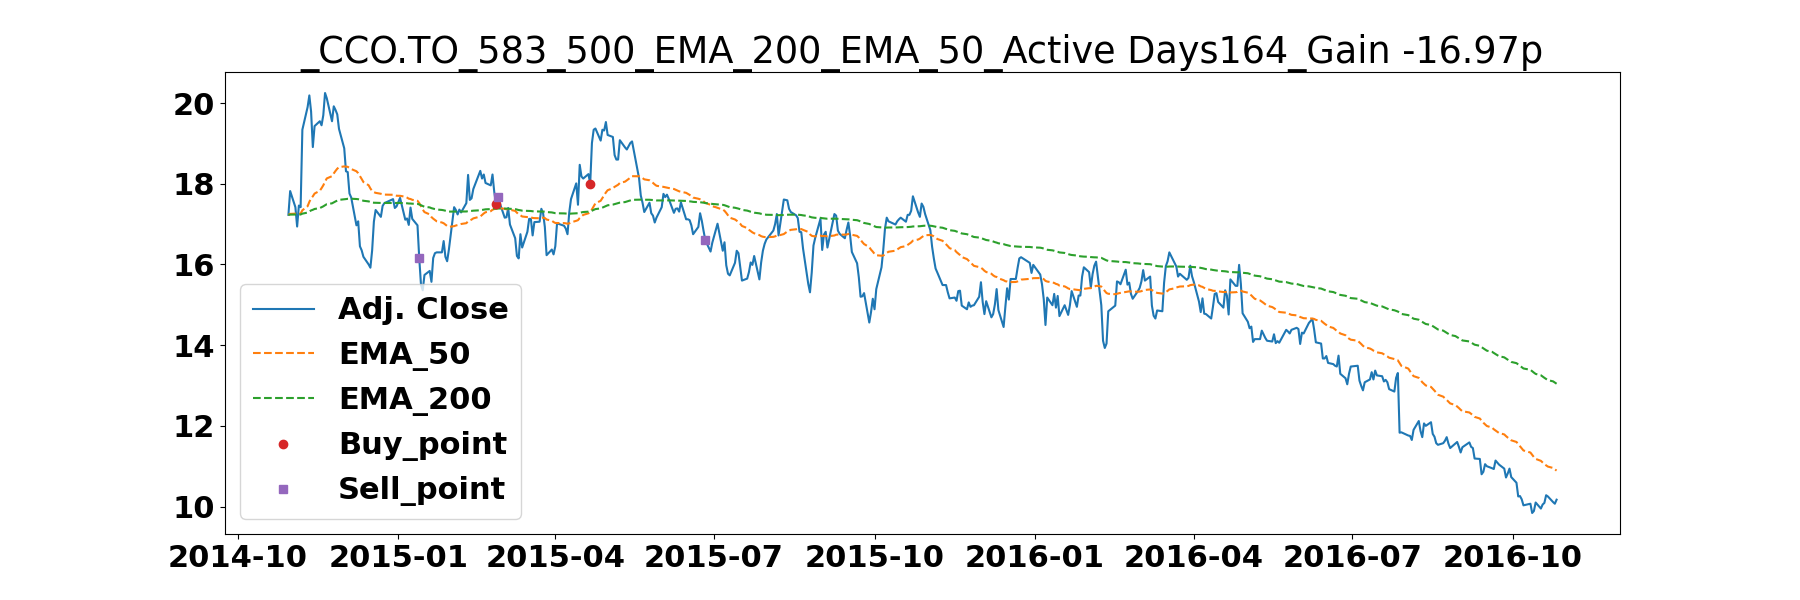 _CCO.TO_583_500_EMA_200_EMA_50_Active Days164_Gain -16.97p
20
18
16
14
12
10
Adj. Close
EMA_50
EMA_200
Buy_point
Sell_point
2014-10 2015-01 2015-04 2015-07 2015-10 2016-01 2016-04 2016-07 2016-10